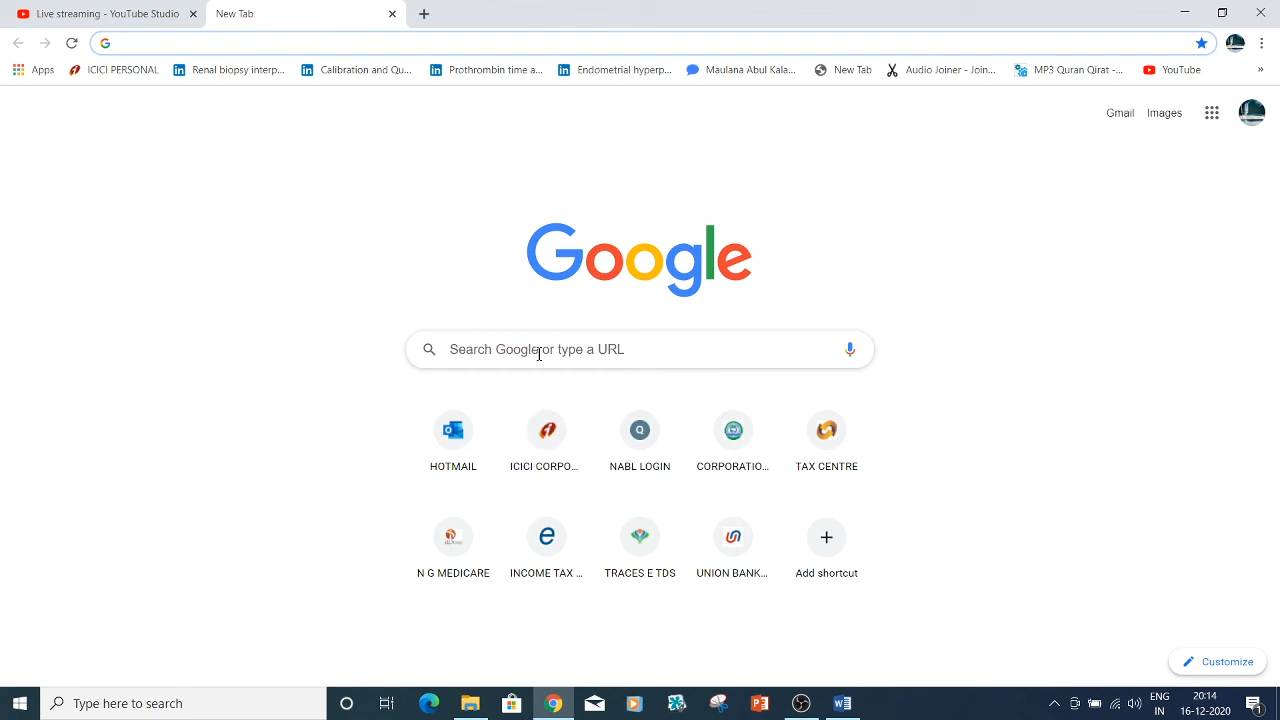 Live streaming - YouTube Studio
New Tab
Apps
ICICI PERSONAL
Renal biopsy interp...
Calibration and Qu...
Prothrombin time a...
Endometrial hyperp...
Maulana Abul Kala...
New Tab
Audio Joiner - Join...
MP3 Quran Qirat -...
YouTube
»
Gmail
Images
Google
Search Google or type a URL
HOTMAIL
ICICI CORPO...
NABL LOGIN
CORPORATIO...
TAX CENTRE
N G MEDICARE
INCOME TAX ...
TRACES E TDS
UNION BANK...
Add shortcut
Customize
Type here to search
ENG
IN
20:14
16-12-2020